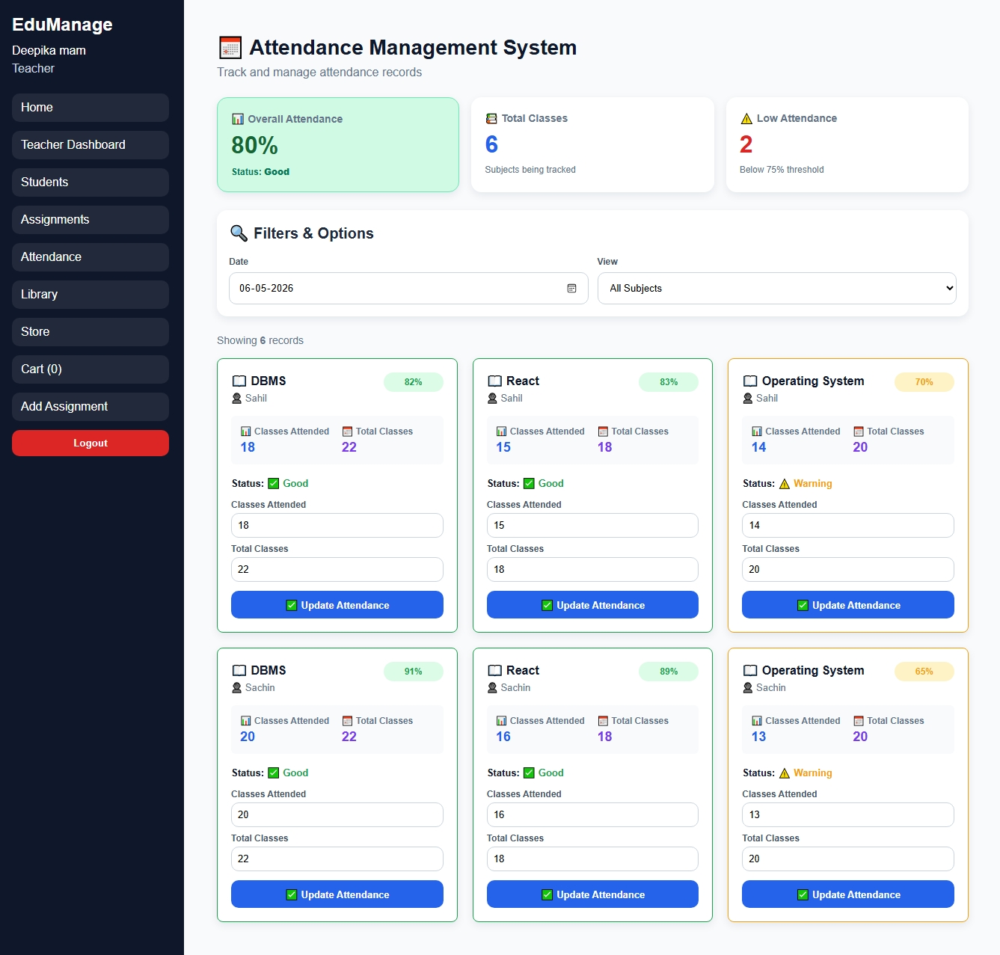 EduManage
Deepika mam
Teacher
Home
Teacher Dashboard
Students
Assignments
Attendance
Library
Store
Cart (0)
Add Assignment
Logout
Attendance Management System
Track and manage attendance records
Overall Attendance
80%
Status: Good
Total Classes
6
Subjects being tracked
Low Attendance
2
Below 75% threshold
Filters & Options
Date
06-05-2026
View
All Subjects
Showing 6 records
DBMS
82%
Sahil
Classes Attended
18
Total Classes
22
Status: ✅ Good
Classes Attended
18
Total Classes
22
✅ Update Attendance
React
83%
Sahil
Classes Attended
15
Total Classes
18
Status: ✅ Good
Classes Attended
15
Total Classes
18
✅ Update Attendance
Operating System
70%
Sahil
Classes Attended
14
Total Classes
20
Status: ⚠ Warning
Classes Attended
14
Total Classes
20
✅ Update Attendance
DBMS
91%
Sachin
Classes Attended
20
Total Classes
22
Status: ✅ Good
Classes Attended
20
Total Classes
22
✅ Update Attendance
React
89%
Sachin
Classes Attended
16
Total Classes
18
Status: ✅ Good
Classes Attended
16
Total Classes
18
✅ Update Attendance
Operating System
65%
Sachin
Classes Attended
13
Total Classes
20
Status: ⚠ Warning
Classes Attended
13
Total Classes
20
✅ Update Attendance